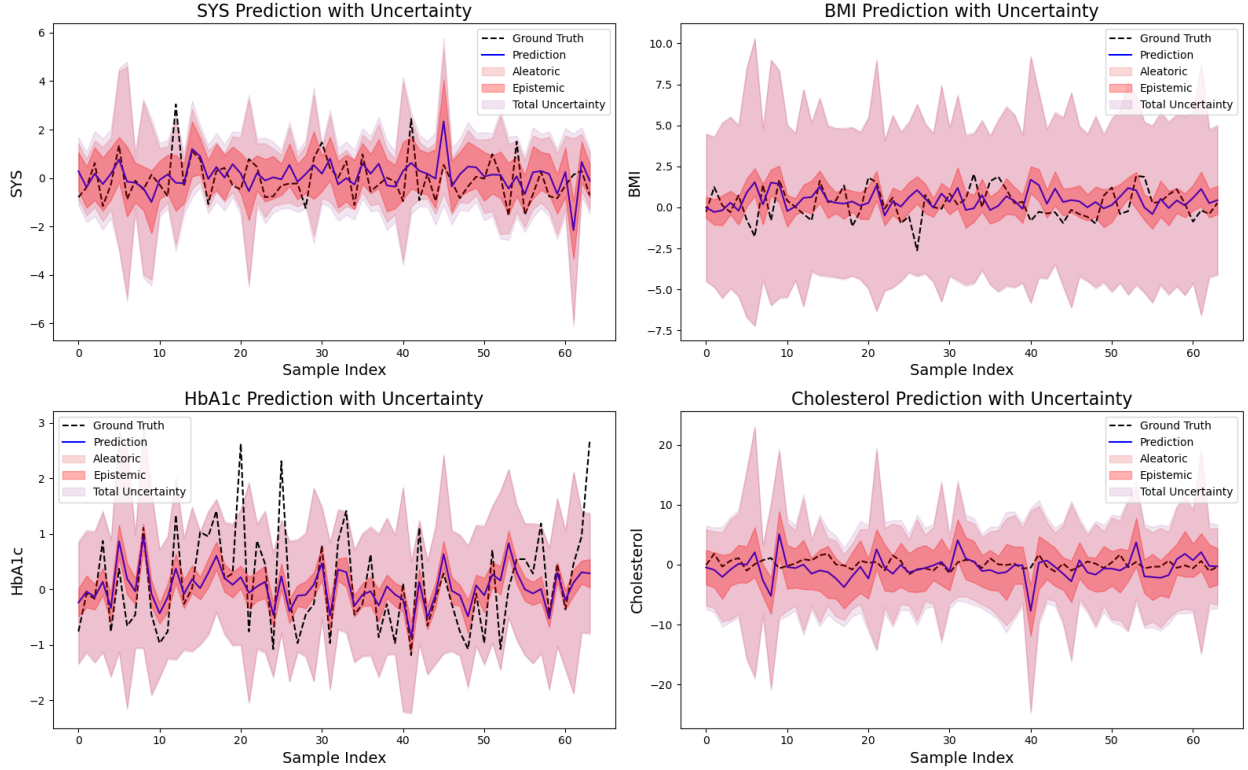 SYS Prediction with Uncertainty
6
4
2
0
−2
−4
−6
SYS
Ground Truth
Prediction
Aleatoric
Epistemic
Total Uncertainty
0
10
20
30
40
50
60
Sample Index
BMI Prediction with Uncertainty
10.0
7.5
5.0
2.5
0.0
−2.5
−5.0
−7.5
BMI
Ground Truth
Prediction
Aleatoric
Epistemic
Total Uncertainty
0
10
20
30
40
50
60
Sample Index
HbA1c Prediction with Uncertainty
3
2
1
0
−1
−2
HbA1c
Ground Truth
Prediction
Aleatoric
Epistemic
Total Uncertainty
0
10
20
30
40
50
60
Sample Index
Cholesterol Prediction with Uncertainty
20
10
0
−10
−20
Cholesterol
Ground Truth
Prediction
Aleatoric
Epistemic
Total Uncertainty
0
10
20
30
40
50
60
Sample Index